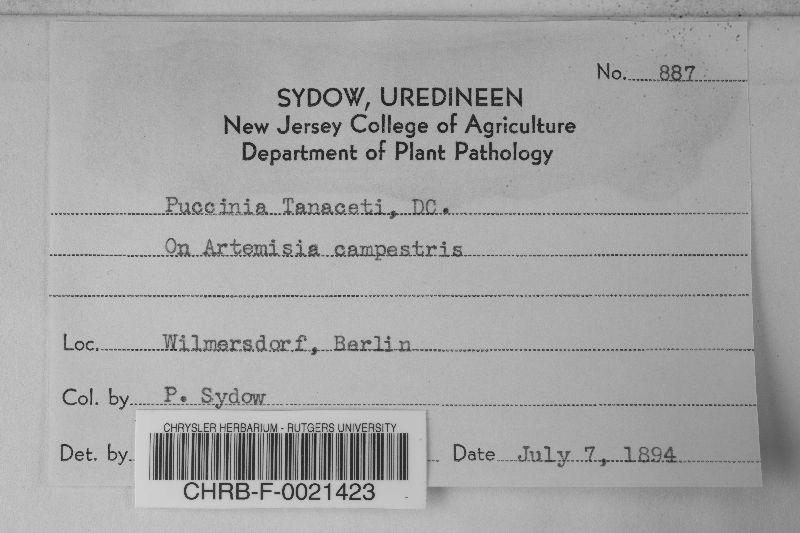 No. 887
SYDOW, UREDINEEN
New Jersey College of Agriculture
Department of Plant Pathology
Puccinia Tanaceti, DC.
On Artemisia campestris
Loc. Wilmersdorf, Berlin
Col. by P. Sydow
Det. by Date July 7, 1894
CHRYSLER HERBARIUM - RUTGERS UNIVERSITY
CHRB-F-0021423